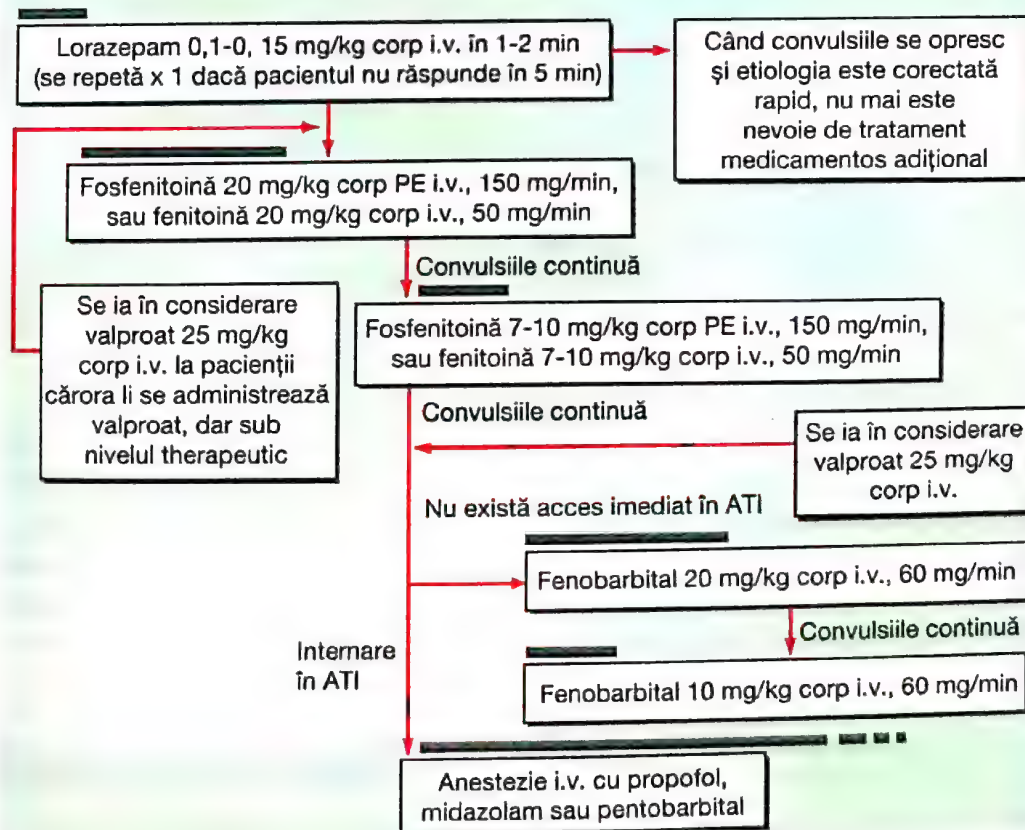 Lorazepam 0,1-0, 15 mg/kg corp i.v. în 1-2 min
(se repetă x 1 dacă pacientul nu răspunde în 5 min)
Când convulsiile se opresc
și etiologia este corectată
rapid, nu mai este
nevoie de tratament
medicamentos adițional
Fosfenitoină 20 mg/kg corp PE i.v., 150 mg/min,
sau fenitoină 20 mg/kg corp i.v., 50 mg/min
Convulsiile continuă
Se ia în considerare
valproat 25 mg/kg
corp i.v. la pacienții
cărora li se administrează
valproat, dar sub
nivelul therapeutic
Fosfenitoină 7-10 mg/kg corp PE i.v., 150 mg/min,
sau fenitoină 7-10 mg/kg corp i.v., 50 mg/min
Convulsiile continuă
Se ia în considerare
valproat 25 mg/kg
corp i.v.
Nu există acces imediat în ATI
Fenobarbital 20 mg/kg corp i.v., 60 mg/min
Convulsiile continuă
Internare
în ATI
Fenobarbital 10 mg/kg corp i.v., 60 mg/min
Anestezie i.v. cu propofol,
midazolam sau pentobarbital